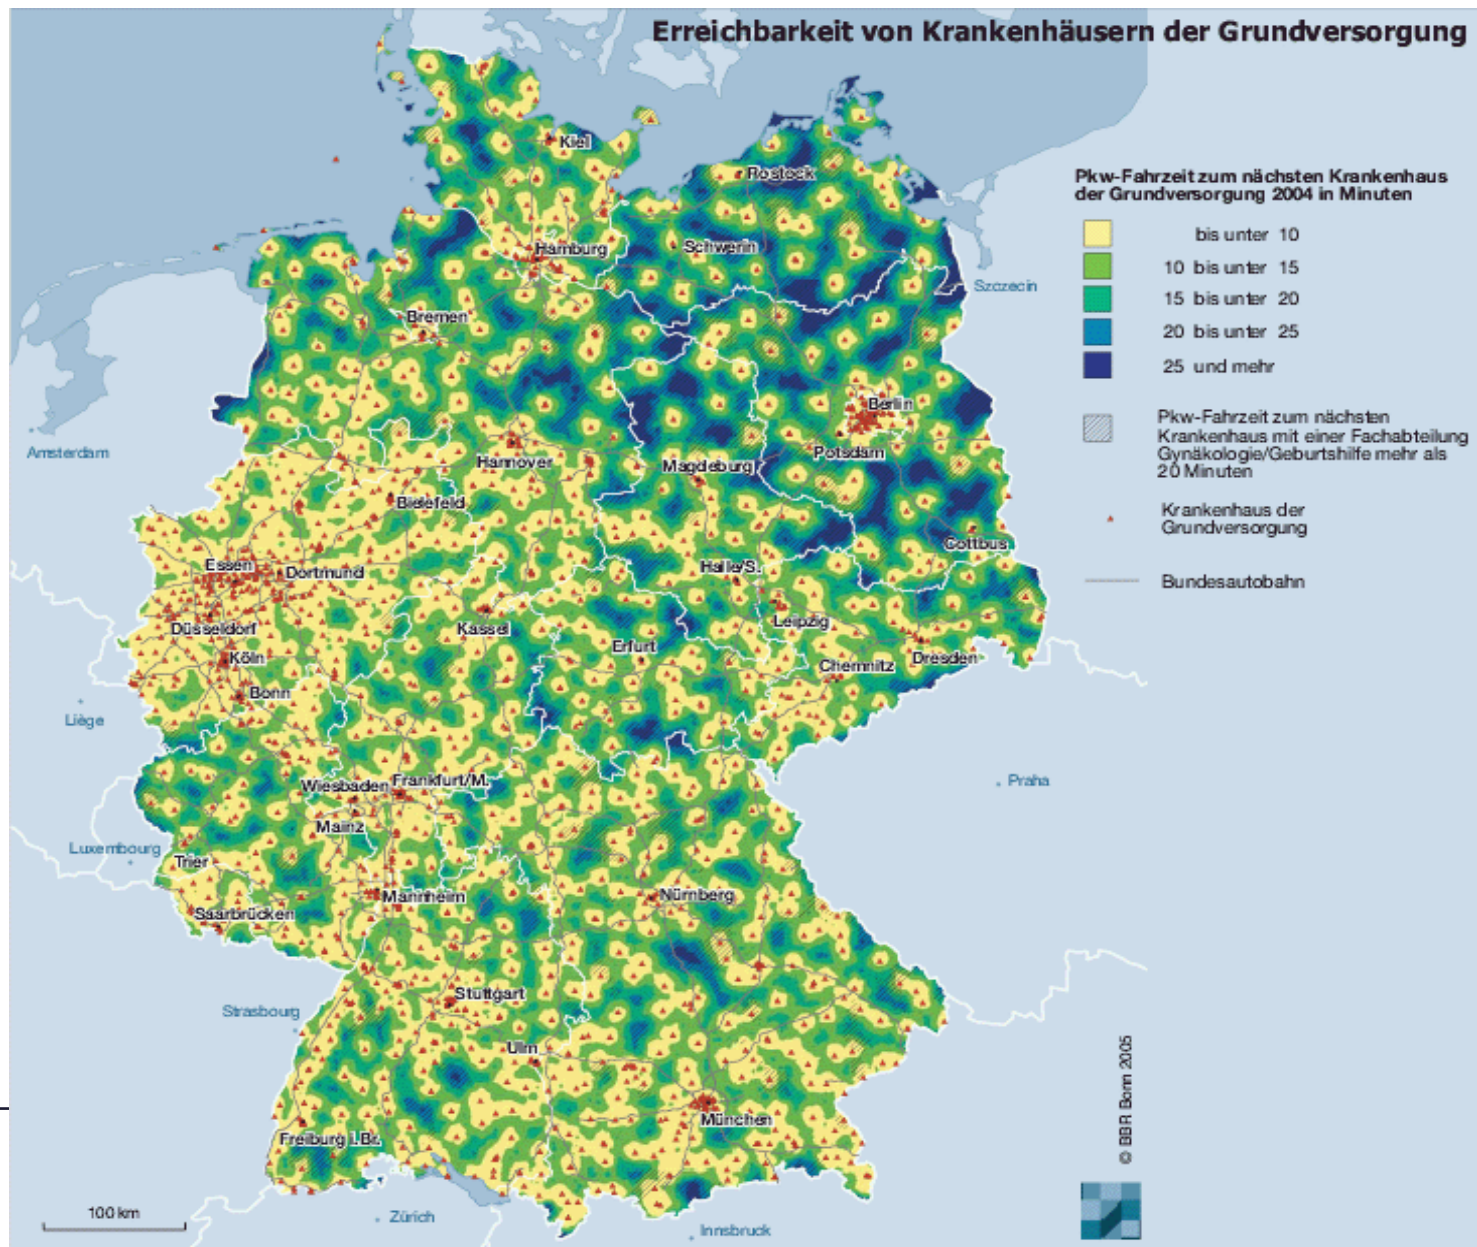 Erreichbarkeit von Krankenhäusern der Grundversorgung
Pkw-Fahrzeit zum nächsten Krankenhaus
der Grundversorgung 2004 in Minuten
bis unter 10
10 bis unter 15
15 bis unter 20
20 bis unter 25
25 und mehr
Pkw-Fahrzeit zum nächsten
Krankenhaus mit einer Fachabteilung
Gynäkologie/Geburtshilfe mehr als
20 Minuten
Krankenhaus der
Grundversorgung
Bundesautobahn
Kiel
Rostock
Hamburg
Schwerin
Szczecin
Bremen
Berlin
Amsterdam
Hannover
Magdeburg
Potsdam
Bielefeld
Cottbus
Essen
Dortmund
Halle/S.
Düsseldorf
Kassel
Leipzig
Erfurt
Köln
Chemnitz
Dresden
Bonn
Liège
Wiesbaden
Frankfurt/M.
Praha
Mainz
Luxembourg
Trier
Mannheim
Nürnberg
Saarbrücken
Stuttgart
Strasbourg
Ulm
München
Freiburg i.Br.
Zürich
Innsbruck
100 km
© BBR Bonn 2005